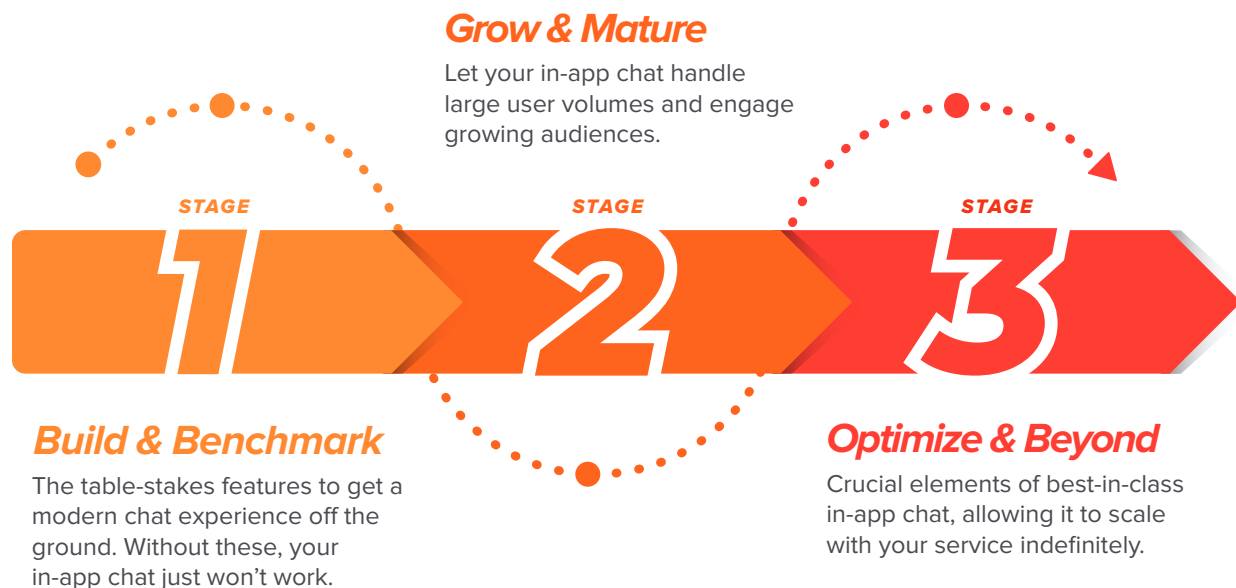 Grow & Mature
Let your in-app chat handle
large user volumes and engage
growing audiences.
STAGE
1
STAGE
2
STAGE
3
Build & Benchmark
The table-stakes features to get a
modern chat experience off the
ground. Without these, your
in-app chat just won’t work.
Optimize & Beyond
Crucial elements of best-in-class
in-app chat, allowing it to scale
with your service indefinitely.